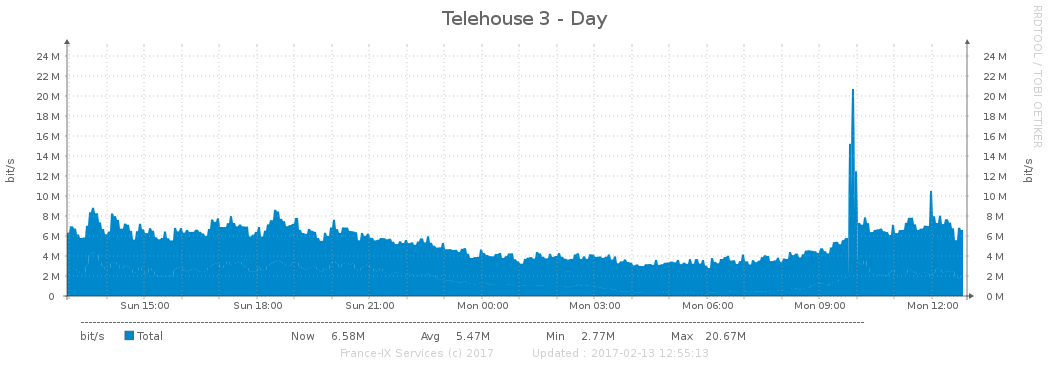 Telehouse 3 - Day
RRDTOOL / TOBI OETIKER
bit/s
bit/s
24 M 24 M
22 M 22 M
20 M 20 M
18 M 18 M
16 M 16 M
14 M 14 M
12 M 12 M
10 M 10 M
8 M 8 M
6 M 6 M
4 M 4 M
2 M 2 M
0 0 M
Sun 15:00 Sun 18:00 Sun 21:00 Mon 00:00 Mon 03:00 Mon 06:00 Mon 09:00 Mon 12:00
bit/s Total Now 6.58M Avg 5.47M Min 2.77M Max 20.67M
France-IX Services (c) 2017 Updated : 2017-02-13 12:55:13